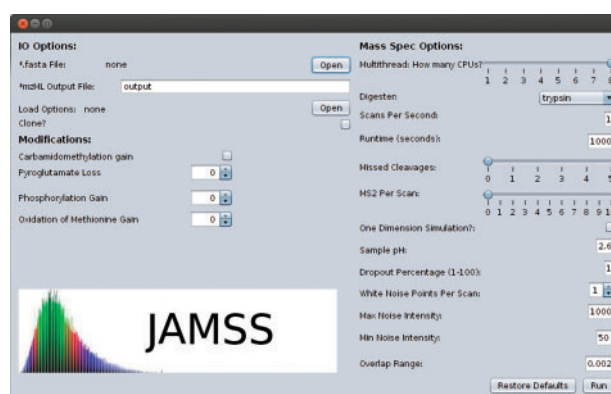 IO Options:
*.fasta File: none Open
*mzML Output File: output
Load Options: none Open
Clone?
Modifications:
Carbamidomethylation gain
Pyroglutamate Loss 0
Phosphorylation Gain 0
Oxidation of Methionine Gain 0
JAMSS
Mass Spec Options:
Multithread: How many CPUs?
1 2 3 4 5 6 7 8
Digesten trypsin
Scans Per Second: 1
Runtime (seconds): 1000
Missed Cleavages:
0 1 2 3 4 5
MS2 Per Scan:
0 1 2 3 4 5 6 7 8 9 1
One Dimension Simulation?:
Sample pH: 2.6
Dropout Percentage (1-100): 1
White Noise Points Per Scan: 1
Max Noise Intensity: 1000
Min Noise Intensity: 50
Overlap Range: 0.002
Restore Defaults Run